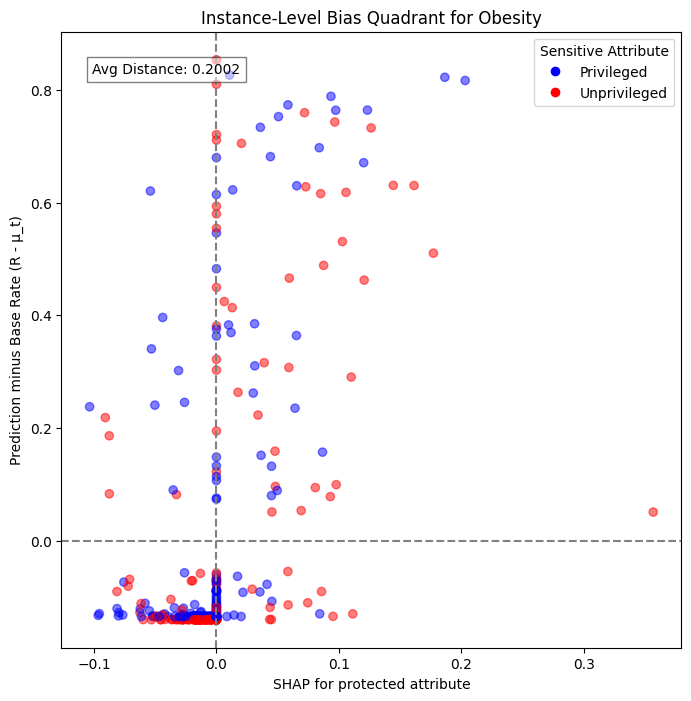 Instance-Level Bias Quadrant for Obesity
Avg Distance: 0.2002
Sensitive Attribute
Privileged
Unprivileged
Prediction minus Base Rate (R - μ_t)
0.8
0.6
0.4
0.2
0.0
−0.1
0.0
0.1
0.2
0.3
SHAP for protected attribute